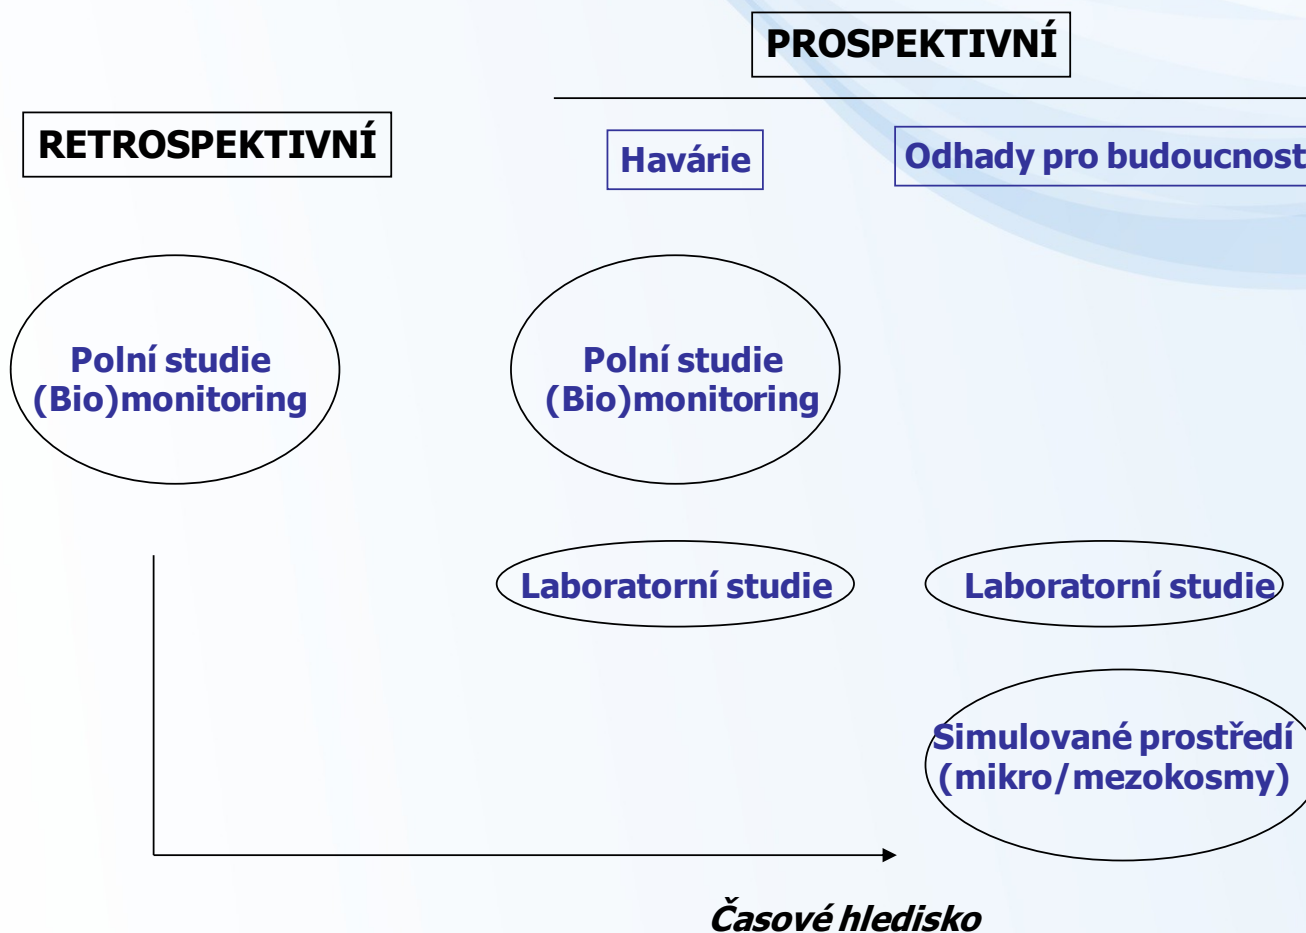 PROSPEKTIVNÍ
RETROSPEKTIVNÍ
Havárie
Odhady pro budoucnost
Polní studie
(Bio)monitoring
Polní studie
(Bio)monitoring
Laboratorní studie
Laboratorní studie
Simulované prostředí
(mikro/mezokosmy)
Časové hledisko